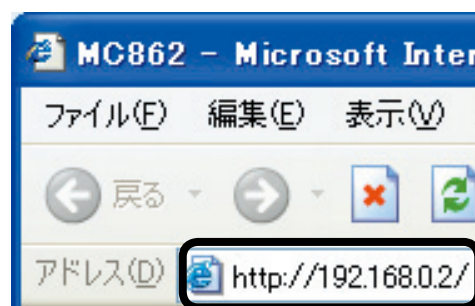 MC862 - Microsoft Inter
ファイル(F) 編集(E) 表示(V)
戻る
アドレス(D) http://192.168.0.2/